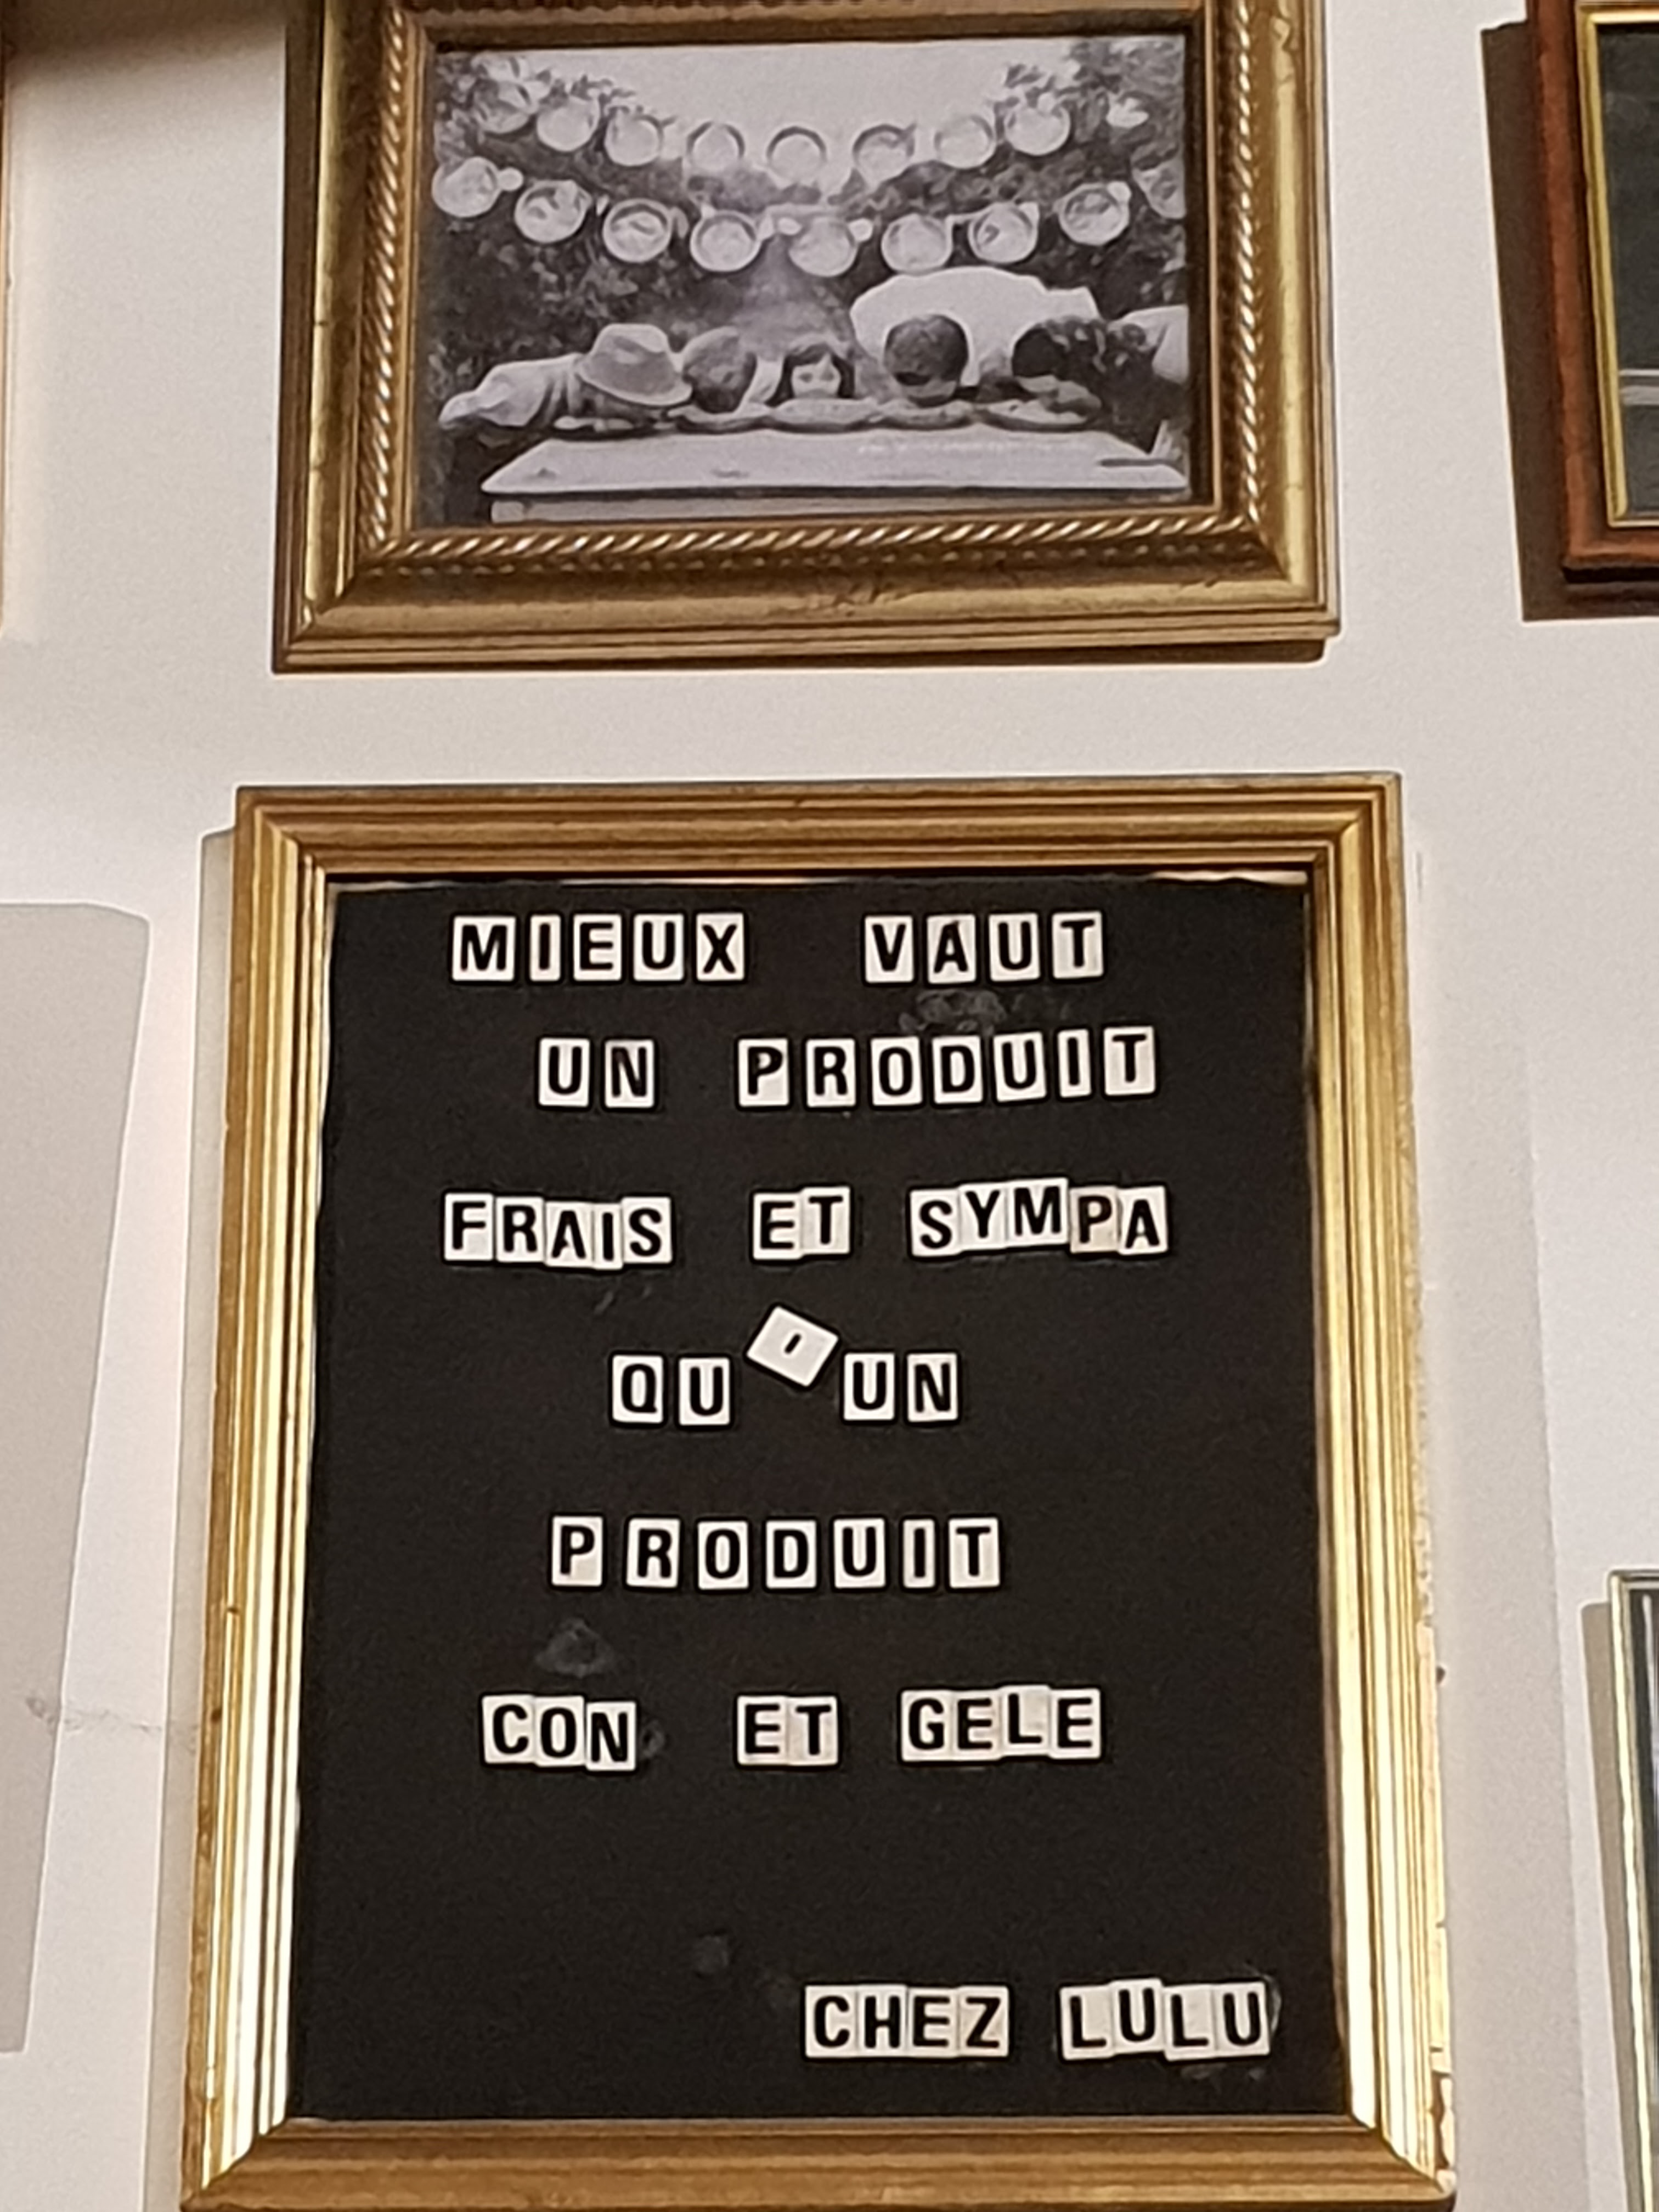 MIEUX VAUT
UN PRODUIT
FRAIS ET SYMPA
QU'UN
PRODUIT
CON ET GELE
CHEZ LULU